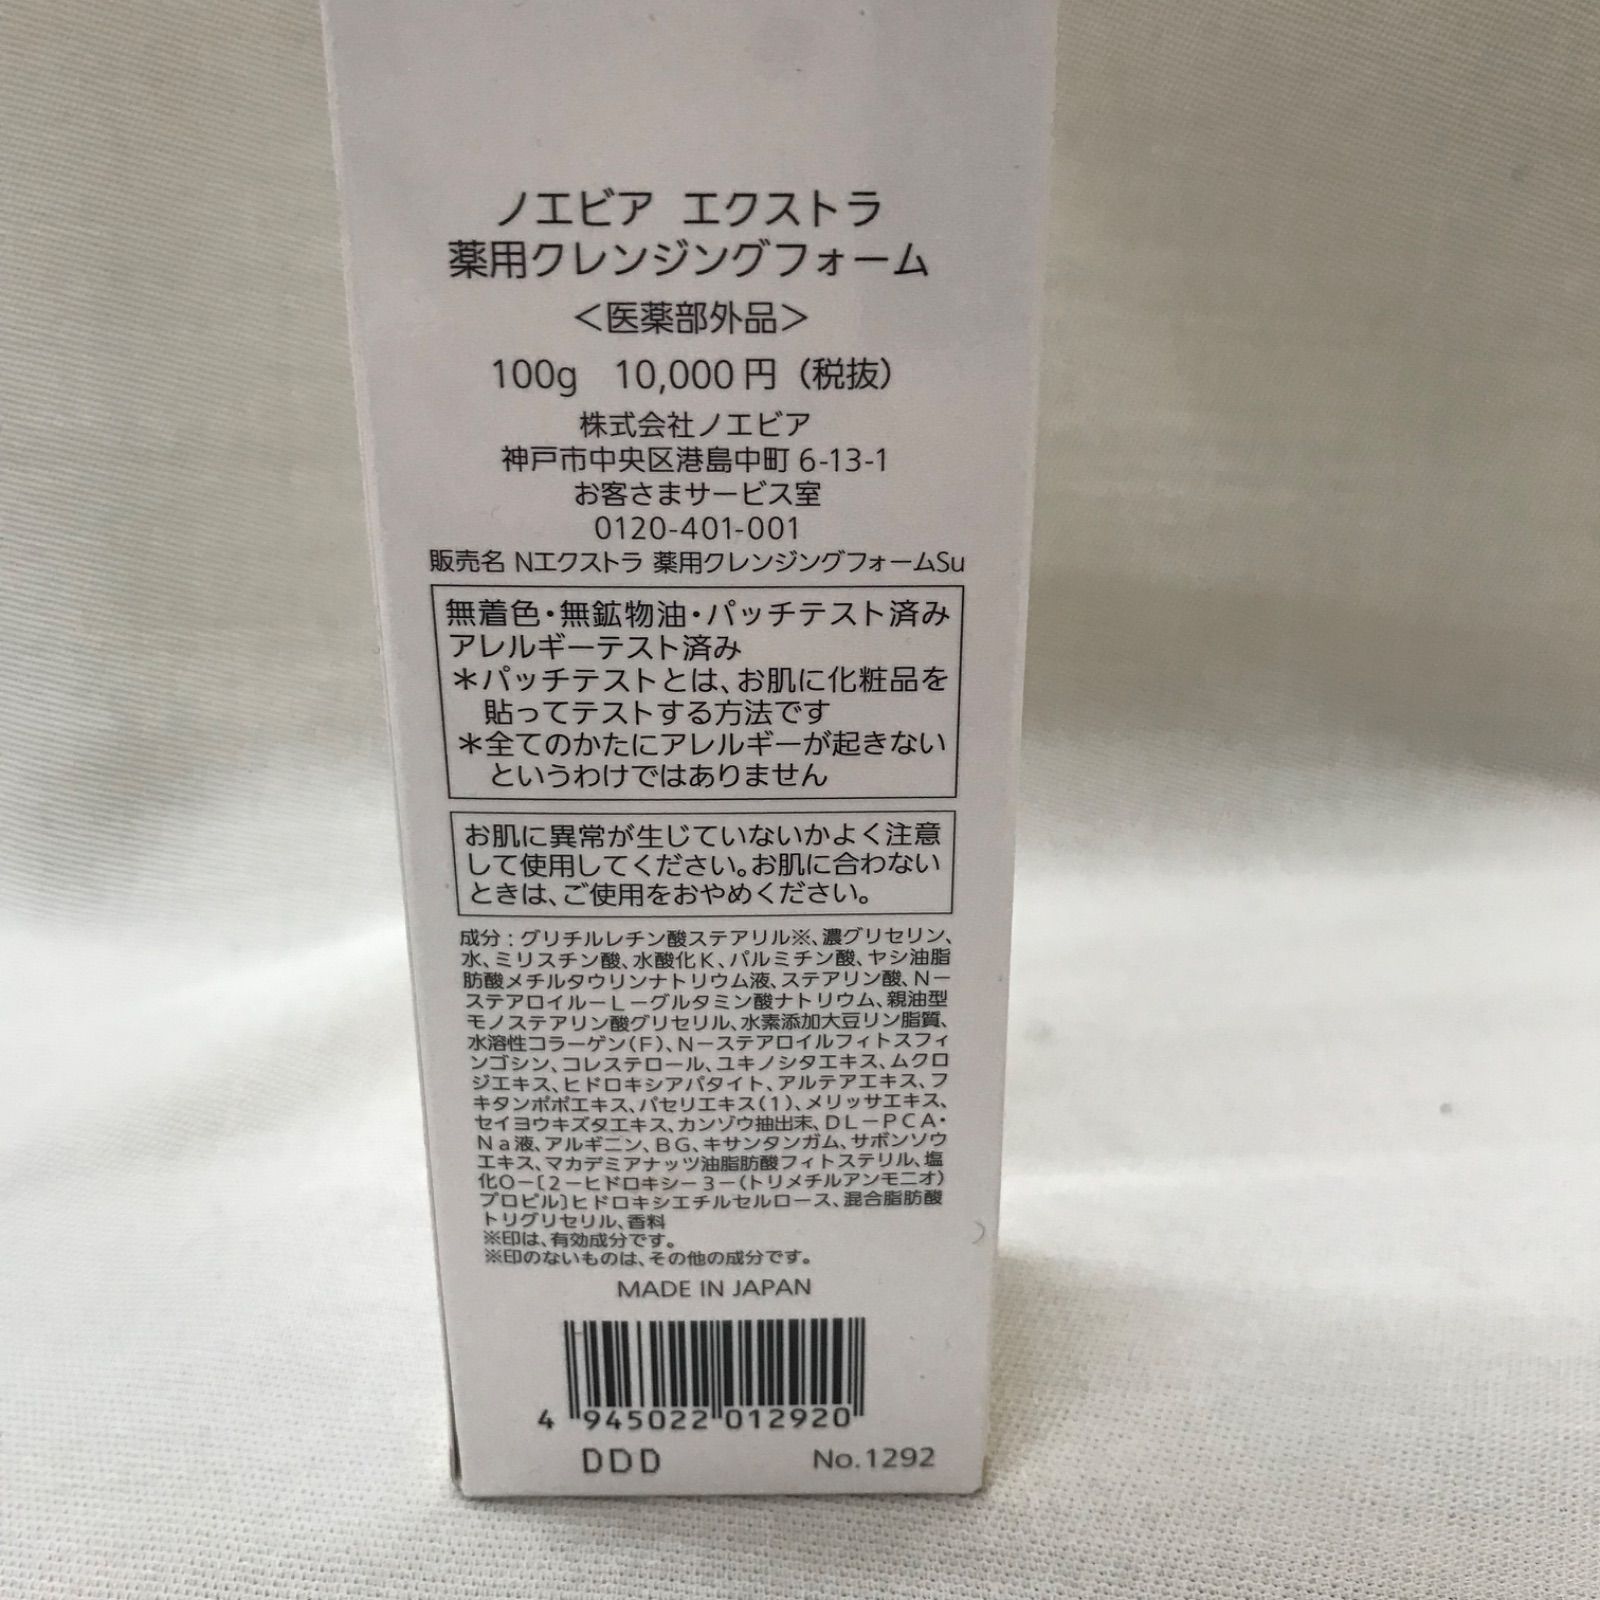 ノエビア エクストラ
薬用クレンジングフォーム
＜医薬部外品＞
100g 10,000円（税抜）
株式会社ノエビア
神戸市中央区港島中町 6-13-1
お客さまサービス室
0120-401-001
販売名 Nエクストラ 薬用クレンジングフォームSu
無着色・無鉱物油・パッチテスト済み
アレルギーテスト済み
＊パッチテストとは、お肌に化粧品を
貼ってテストする方法です
＊全てのかたにアレルギーが起きない
というわけではありません
お肌に異常が生じていないかよく注意
して使用してください。お肌に合わない
ときは、ご使用をおやめください。
成分：グリチルレチン酸ステアリル※、濃グリセリン、
水、ミリスチン酸、水酸化K、パルミチン酸、ヤシ油脂
肪酸メチルタウリンナトリウム液、ステアリン酸、N－
ステアロイル－L－グルタミン酸ナトリウム、親油型
モノステアリン酸グリセリル、水素添加大豆リン脂質、
水溶性コラーゲン（F）、N－ステアロイルフィトスフィ
ンゴシン、コレステロール、ユキノシタエキス、ムクロ
ジエキス、ヒドロキシアパタイト、アルテアエキス、フ
キタンポポエキス、パセリエキス（1）、メリッサエキス、
セイヨウキズタエキス、カンゾウ抽出末、DL－PCA・
Na液、アルギニン、BG、キサンタンガム、サボンソウ
エキス、マカデミアナッツ油脂肪酸フィトステリル、塩
化O－〔2－ヒドロキシ－3－（トリメチルアンモニオ）
プロピル〕ヒドロキシエチルセルロース、混合脂肪酸
トリグリセリル、香料
※印は、有効成分です。
※印のないものは、その他の成分です。
MADE IN JAPAN
4 945022 012920
DDD No.1292